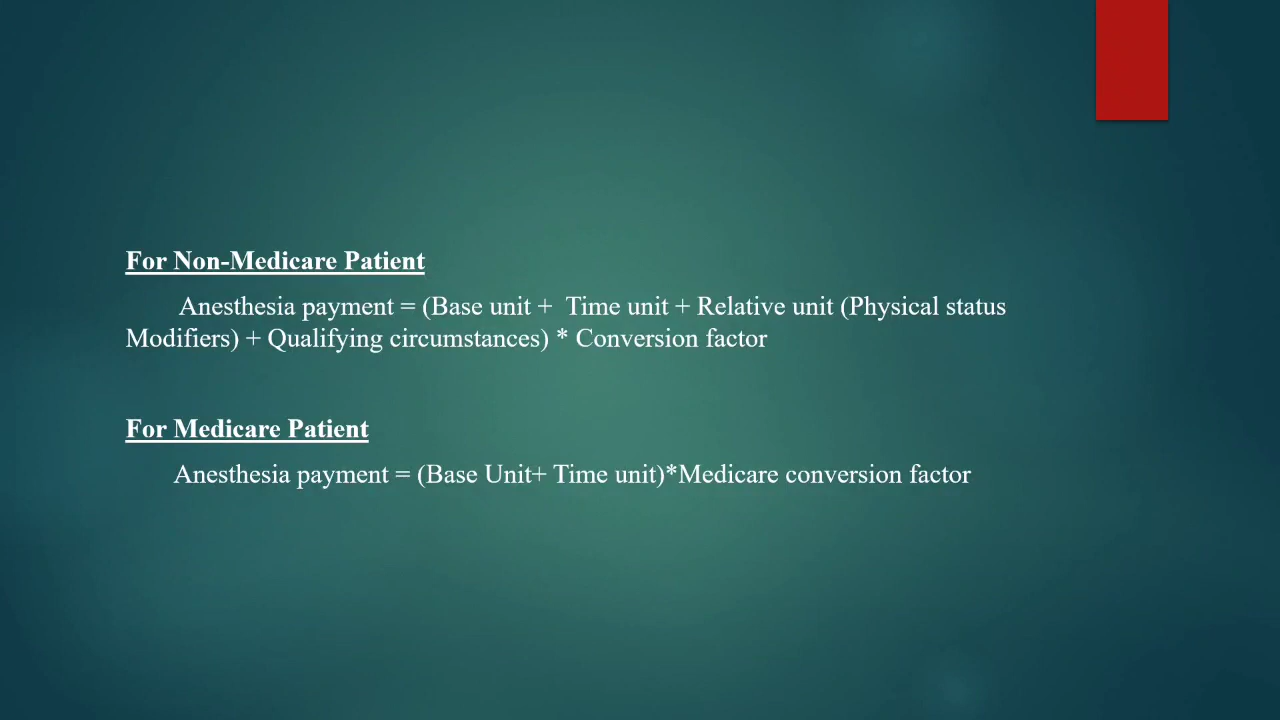 For Non-Medicare Patient
Anesthesia payment = (Base unit +  Time unit + Relative unit (Physical status
Modifiers) + Qualifying circumstances) * Conversion factor
For Medicare Patient
Anesthesia payment = (Base Unit+ Time unit)*Medicare conversion factor